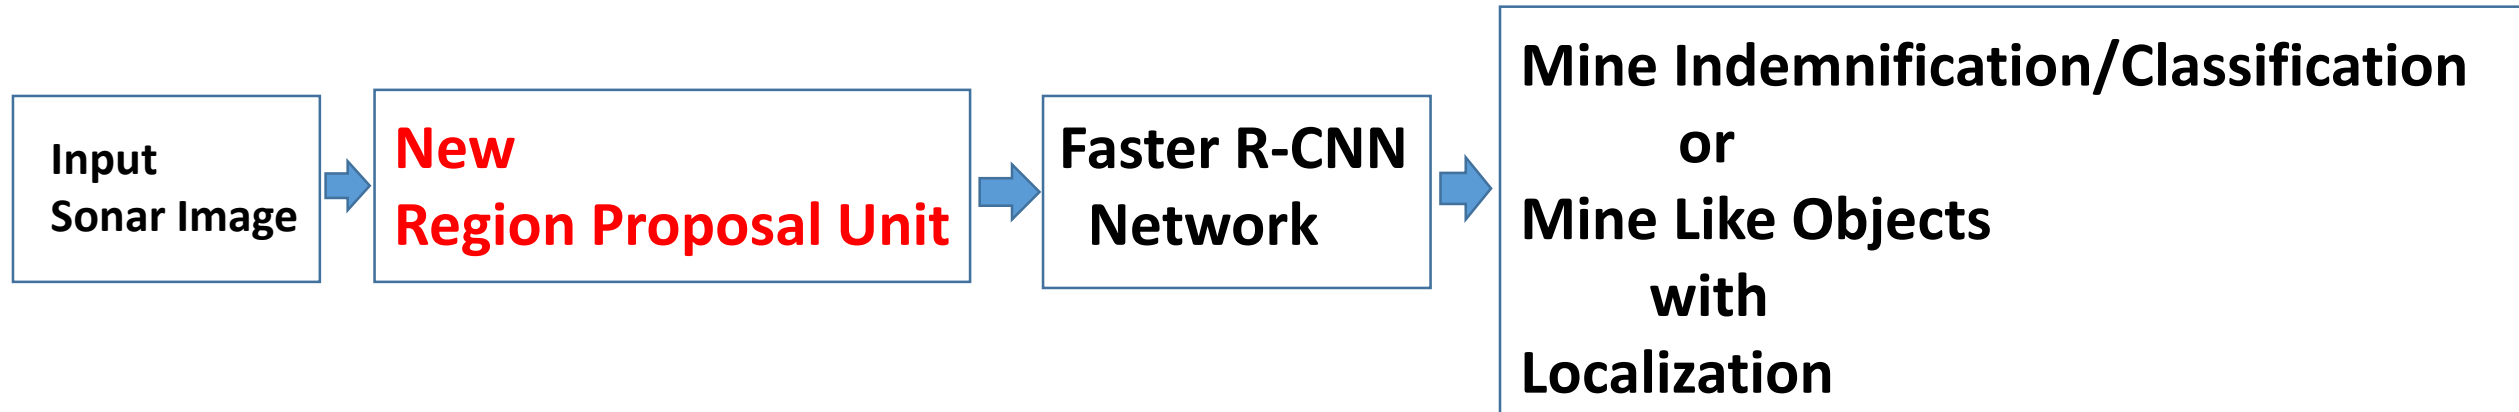 Input
Sonar Image
New
Region Proposal Unit
Faster R-CNN
Network
Mine Indemnification/Classification
or
Mine Like Objects
with
Localization